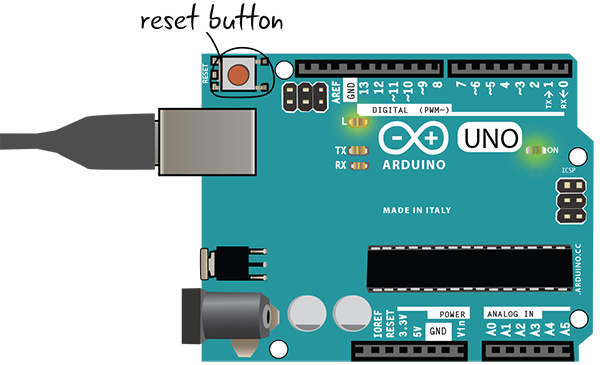 reset button
RESET
AREF
GND
13
12
~11
~10
~9
8
7
~6
~5
4
~3
2
TX→1
RX←0
DIGITAL (PWM~)
L
TX
RX
UNO
ON
ARDUINO
ICSP
MADE IN ITALY
.ARDUINO.CC
POWER
ANALOG IN
IOREF
RESET
3.3V
5V
GND
Vin
A0
A1
A2
A3
A4
A5